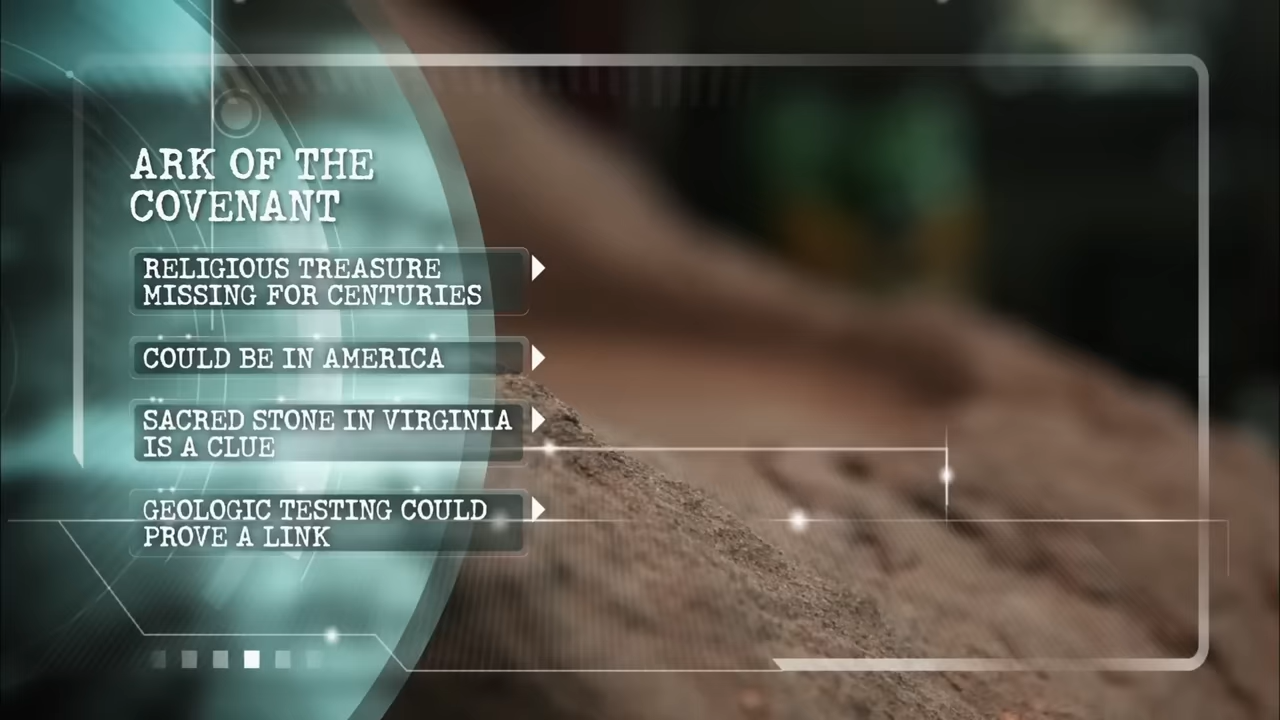 ARK OF THE
COVENANT
RELIGIOUS TREASURE
MISSING FOR CENTURIES
COULD BE IN AMERICA
SACRED STONE IN VIRGINIA
IS A CLUE
GEOLOGIC TESTING COULD
PROVE A LINK